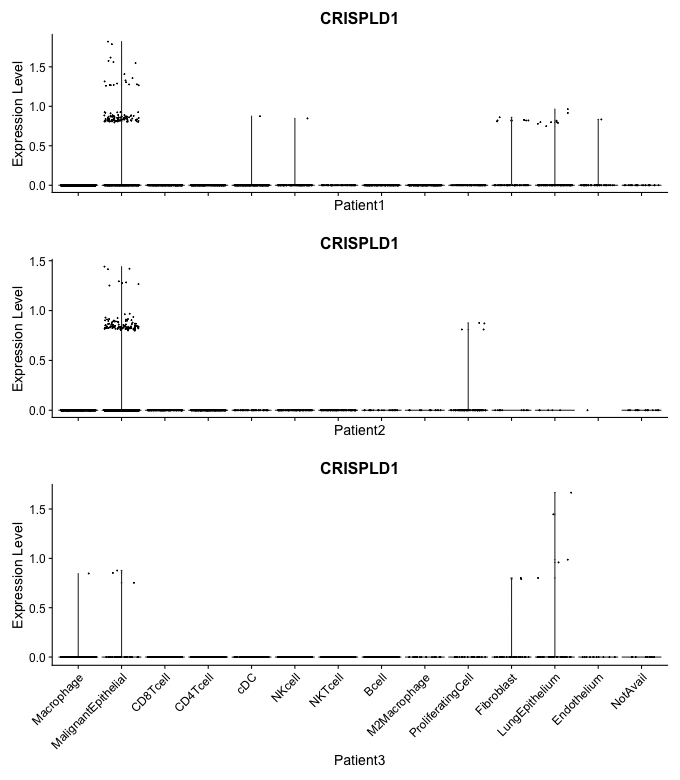 CRISPLD1
Expression Level
1.5
1.0
0.5
0.0
Patient1
CRISPLD1
Expression Level
1.5
1.0
0.5
0.0
Patient2
CRISPLD1
Expression Level
1.5
1.0
0.5
0.0
Macrophage
MalignantEpithelial
CD8Tcell
CD4Tcell
cDC
NKcell
NKTcell
Bcell
M2Macrophage
ProliferatingCell
Fibroblast
LungEpithelium
Endothelium
NotAvail
Patient3